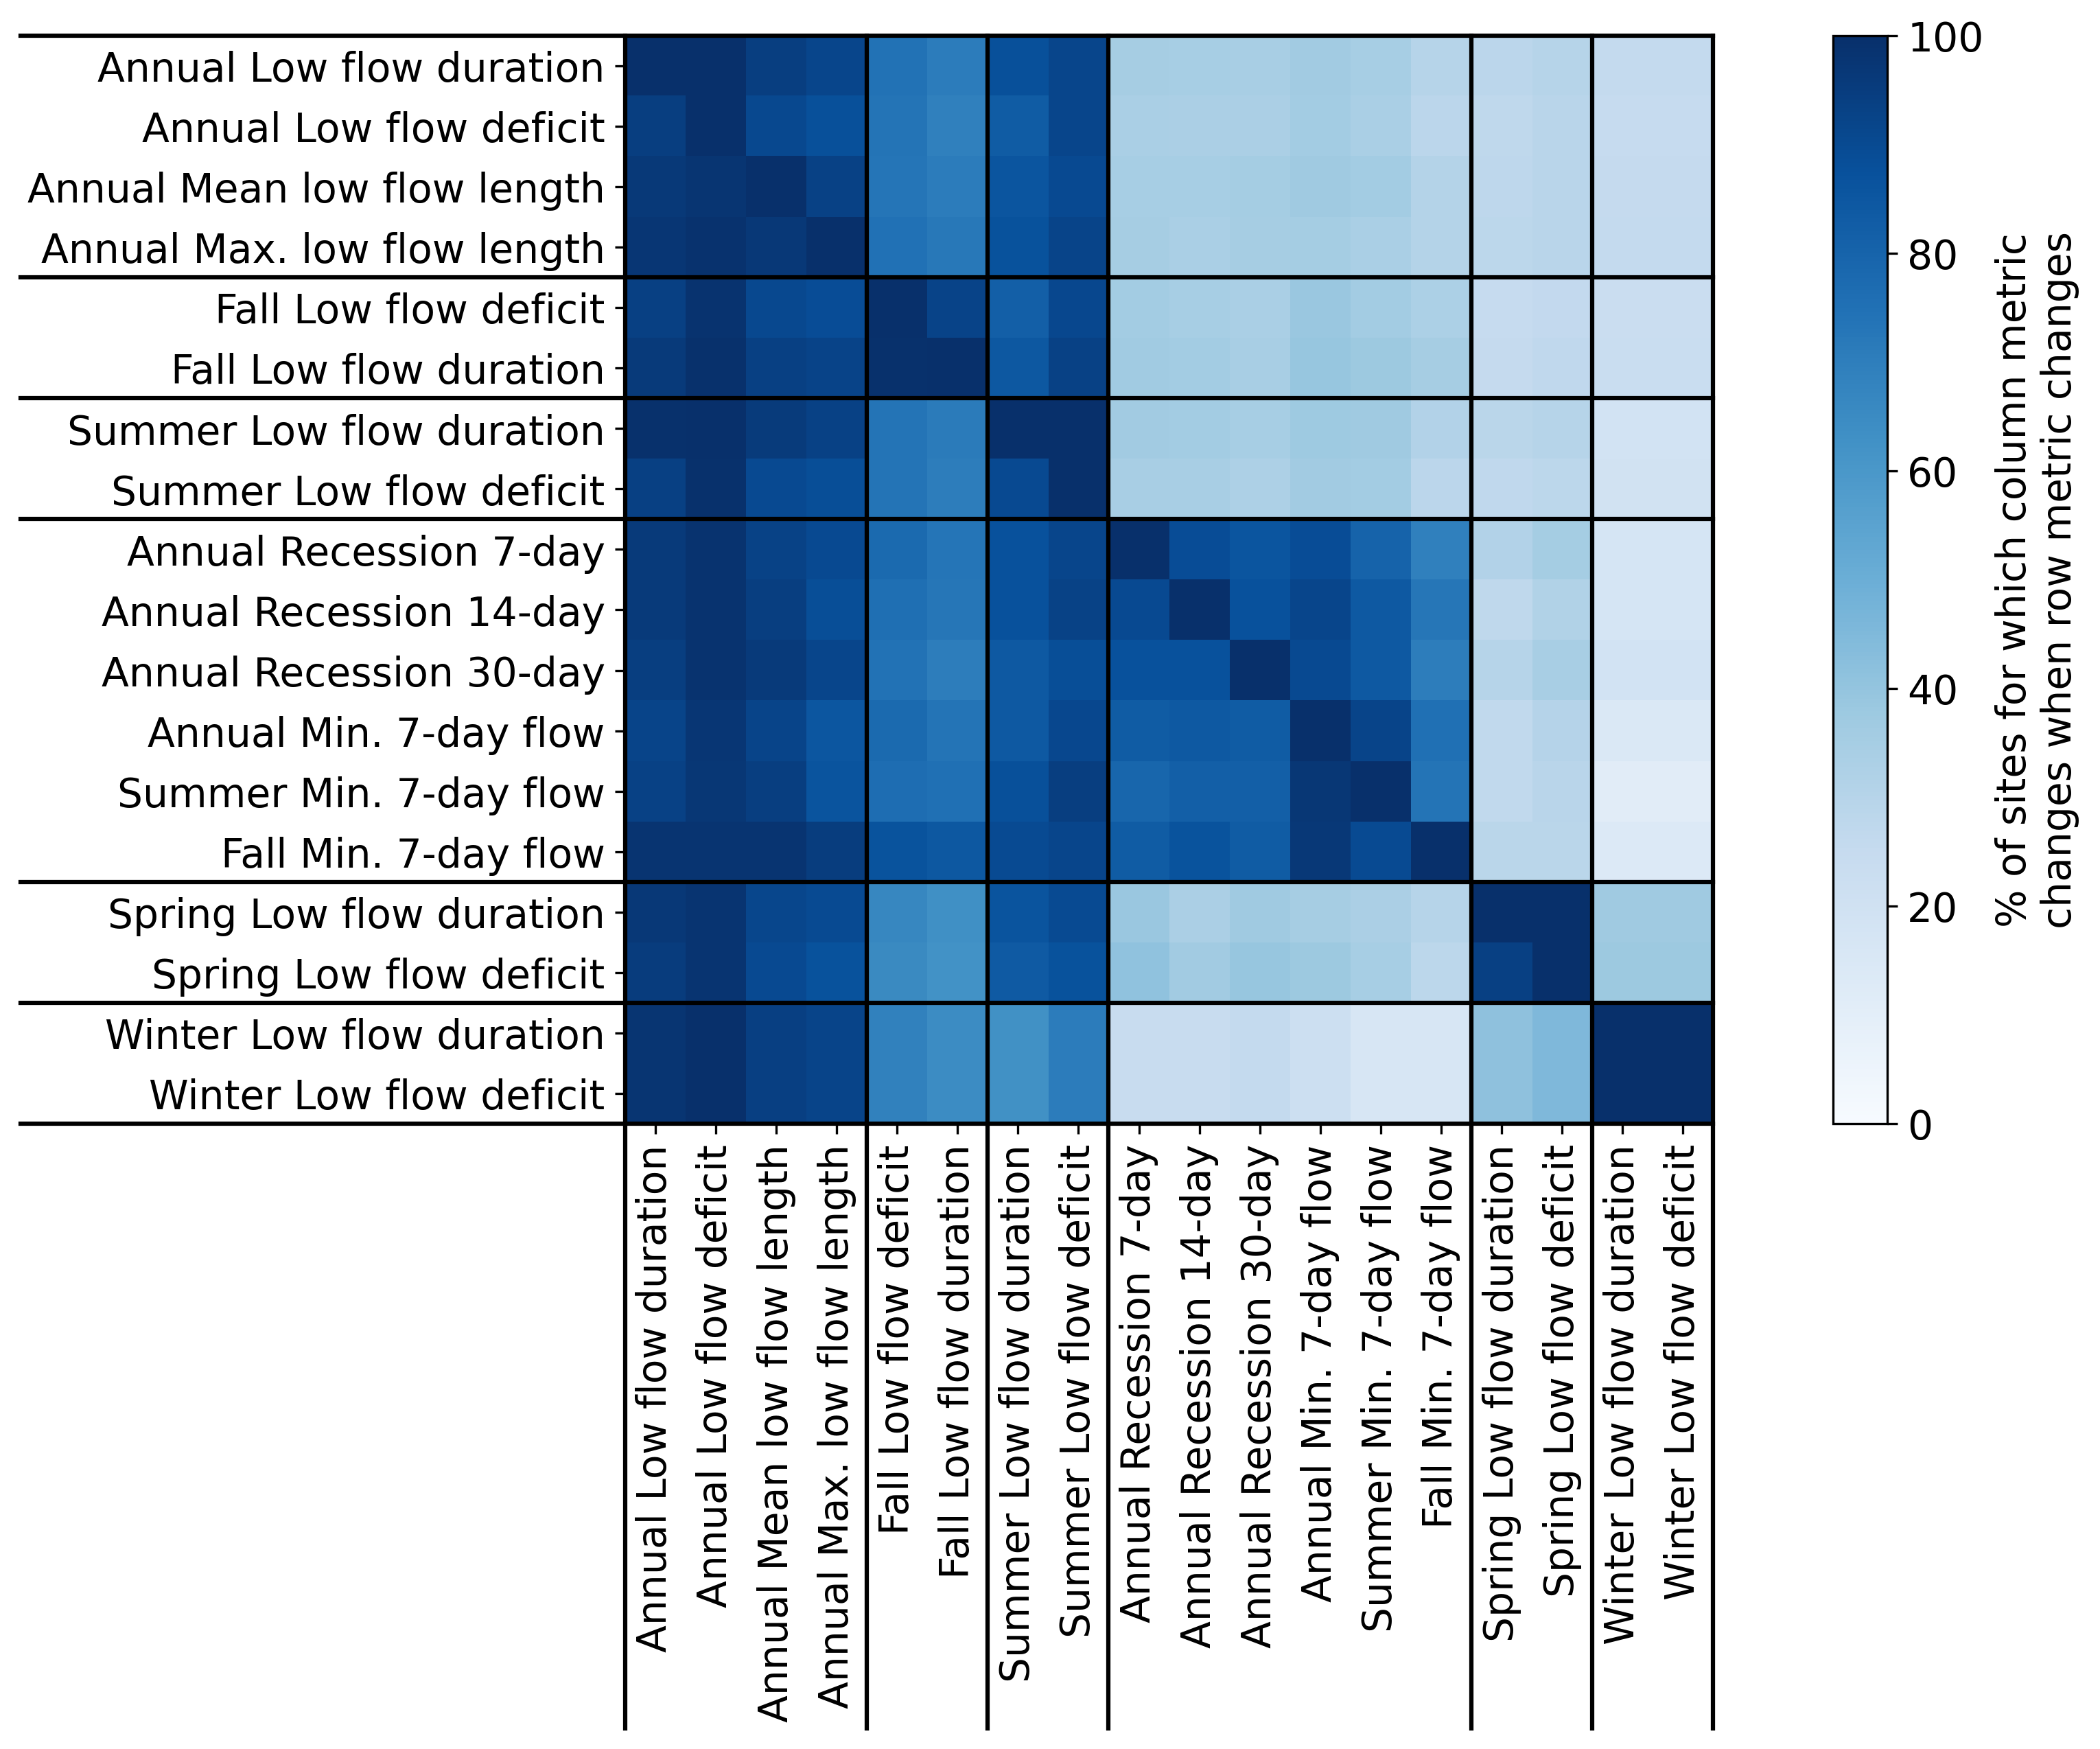 Annual Low flow duration
Annual Low flow deficit
Annual Mean low flow length
Annual Max. low flow length
Fall Low flow deficit
Fall Low flow duration
Summer Low flow duration
Summer Low flow deficit
Annual Recession 7-day
Annual Recession 14-day
Annual Recession 30-day
Annual Min. 7-day flow
Summer Min. 7-day flow
Fall Min. 7-day flow
Spring Low flow duration
Spring Low flow deficit
Winter Low flow duration
Winter Low flow deficit
Annual Low flow duration
Annual Low flow deficit
Annual Mean low flow length
Annual Max. low flow length
Fall Low flow deficit
Fall Low flow duration
Summer Low flow duration
Summer Low flow deficit
Annual Recession 7-day
Annual Recession 14-day
Annual Recession 30-day
Annual Min. 7-day flow
Summer Min. 7-day flow
Fall Min. 7-day flow
Spring Low flow duration
Spring Low flow deficit
Winter Low flow duration
Winter Low flow deficit
100
80
60
40
20
0
% of sites for which column metric
changes when row metric changes